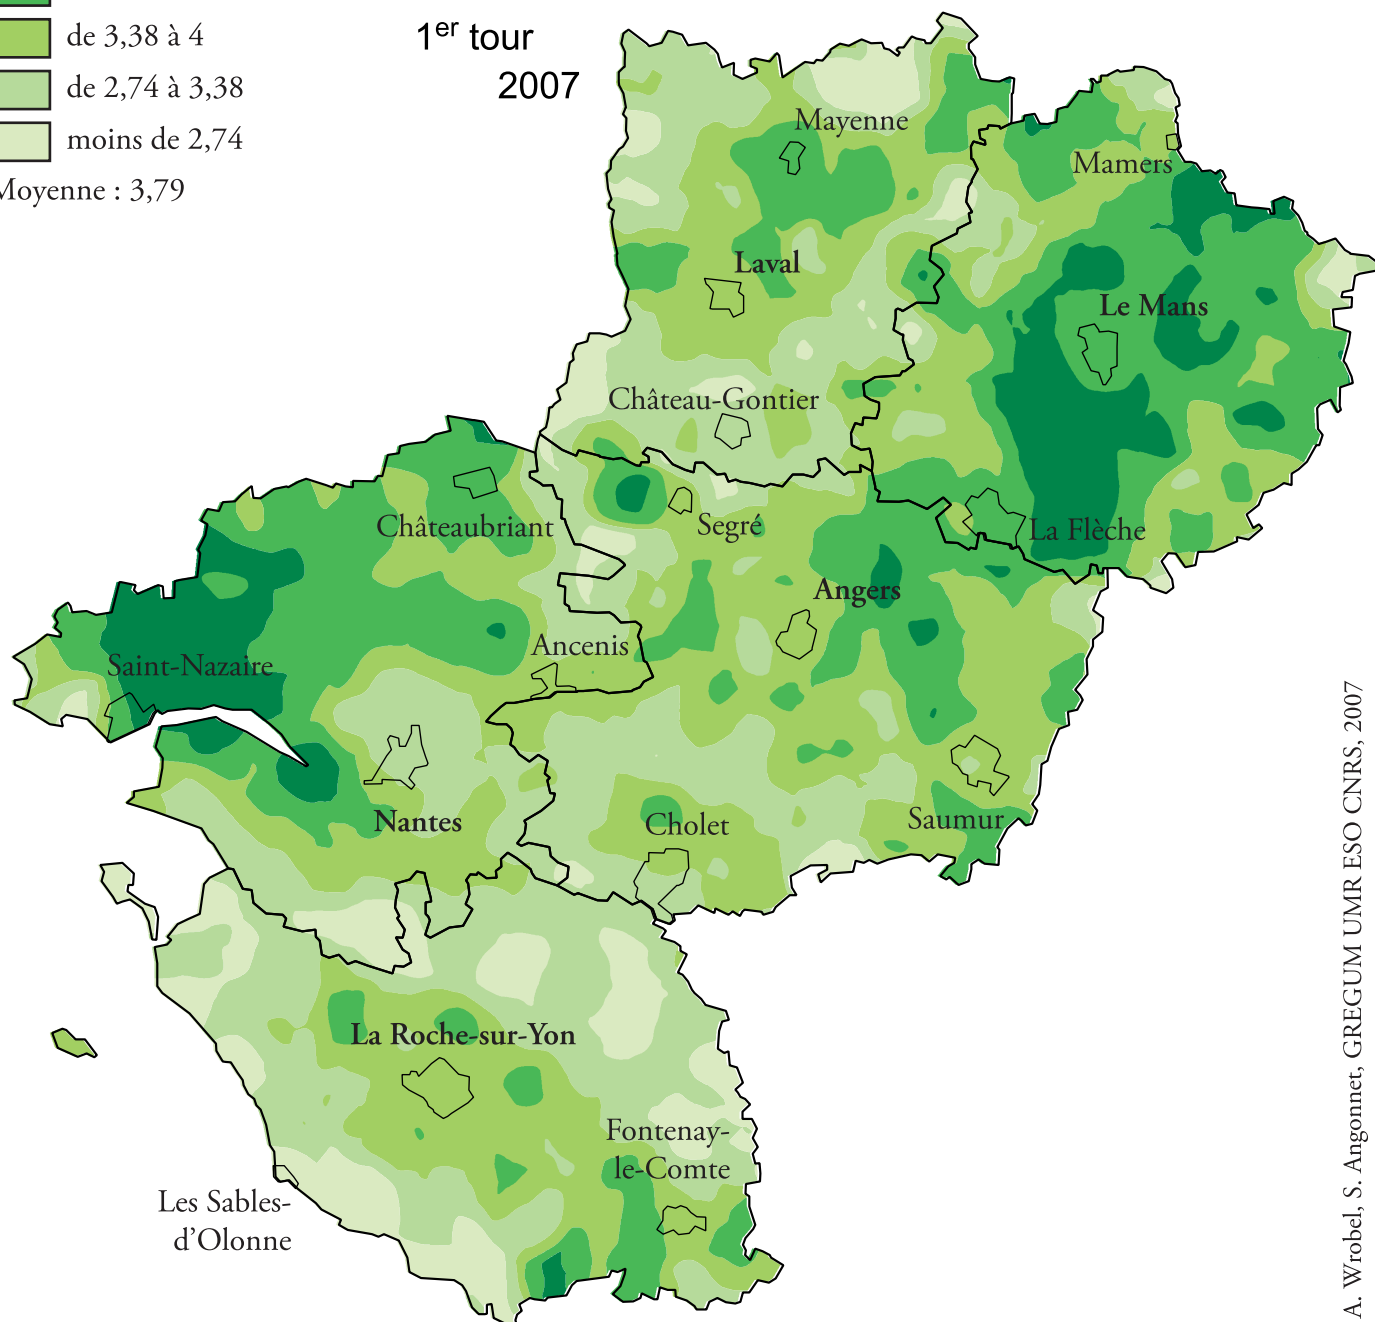 de 3,38 à 4
de 2,74 à 3,38
moins de 2,74
Moyenne : 3,79
1er tour
2007
Mayenne
Mamers
Laval
Le Mans
Château-Gontier
Châteaubriant
Segré
La Flèche
Angers
Ancenis
Saint-Nazaire
Nantes
Cholet
Saumur
La Roche-sur-Yon
Fontenay-
le-Comte
Les Sables-
d'Olonne
A. Wrobel, S. Angonnet, GREGUM UMR ESO CNRS, 2007